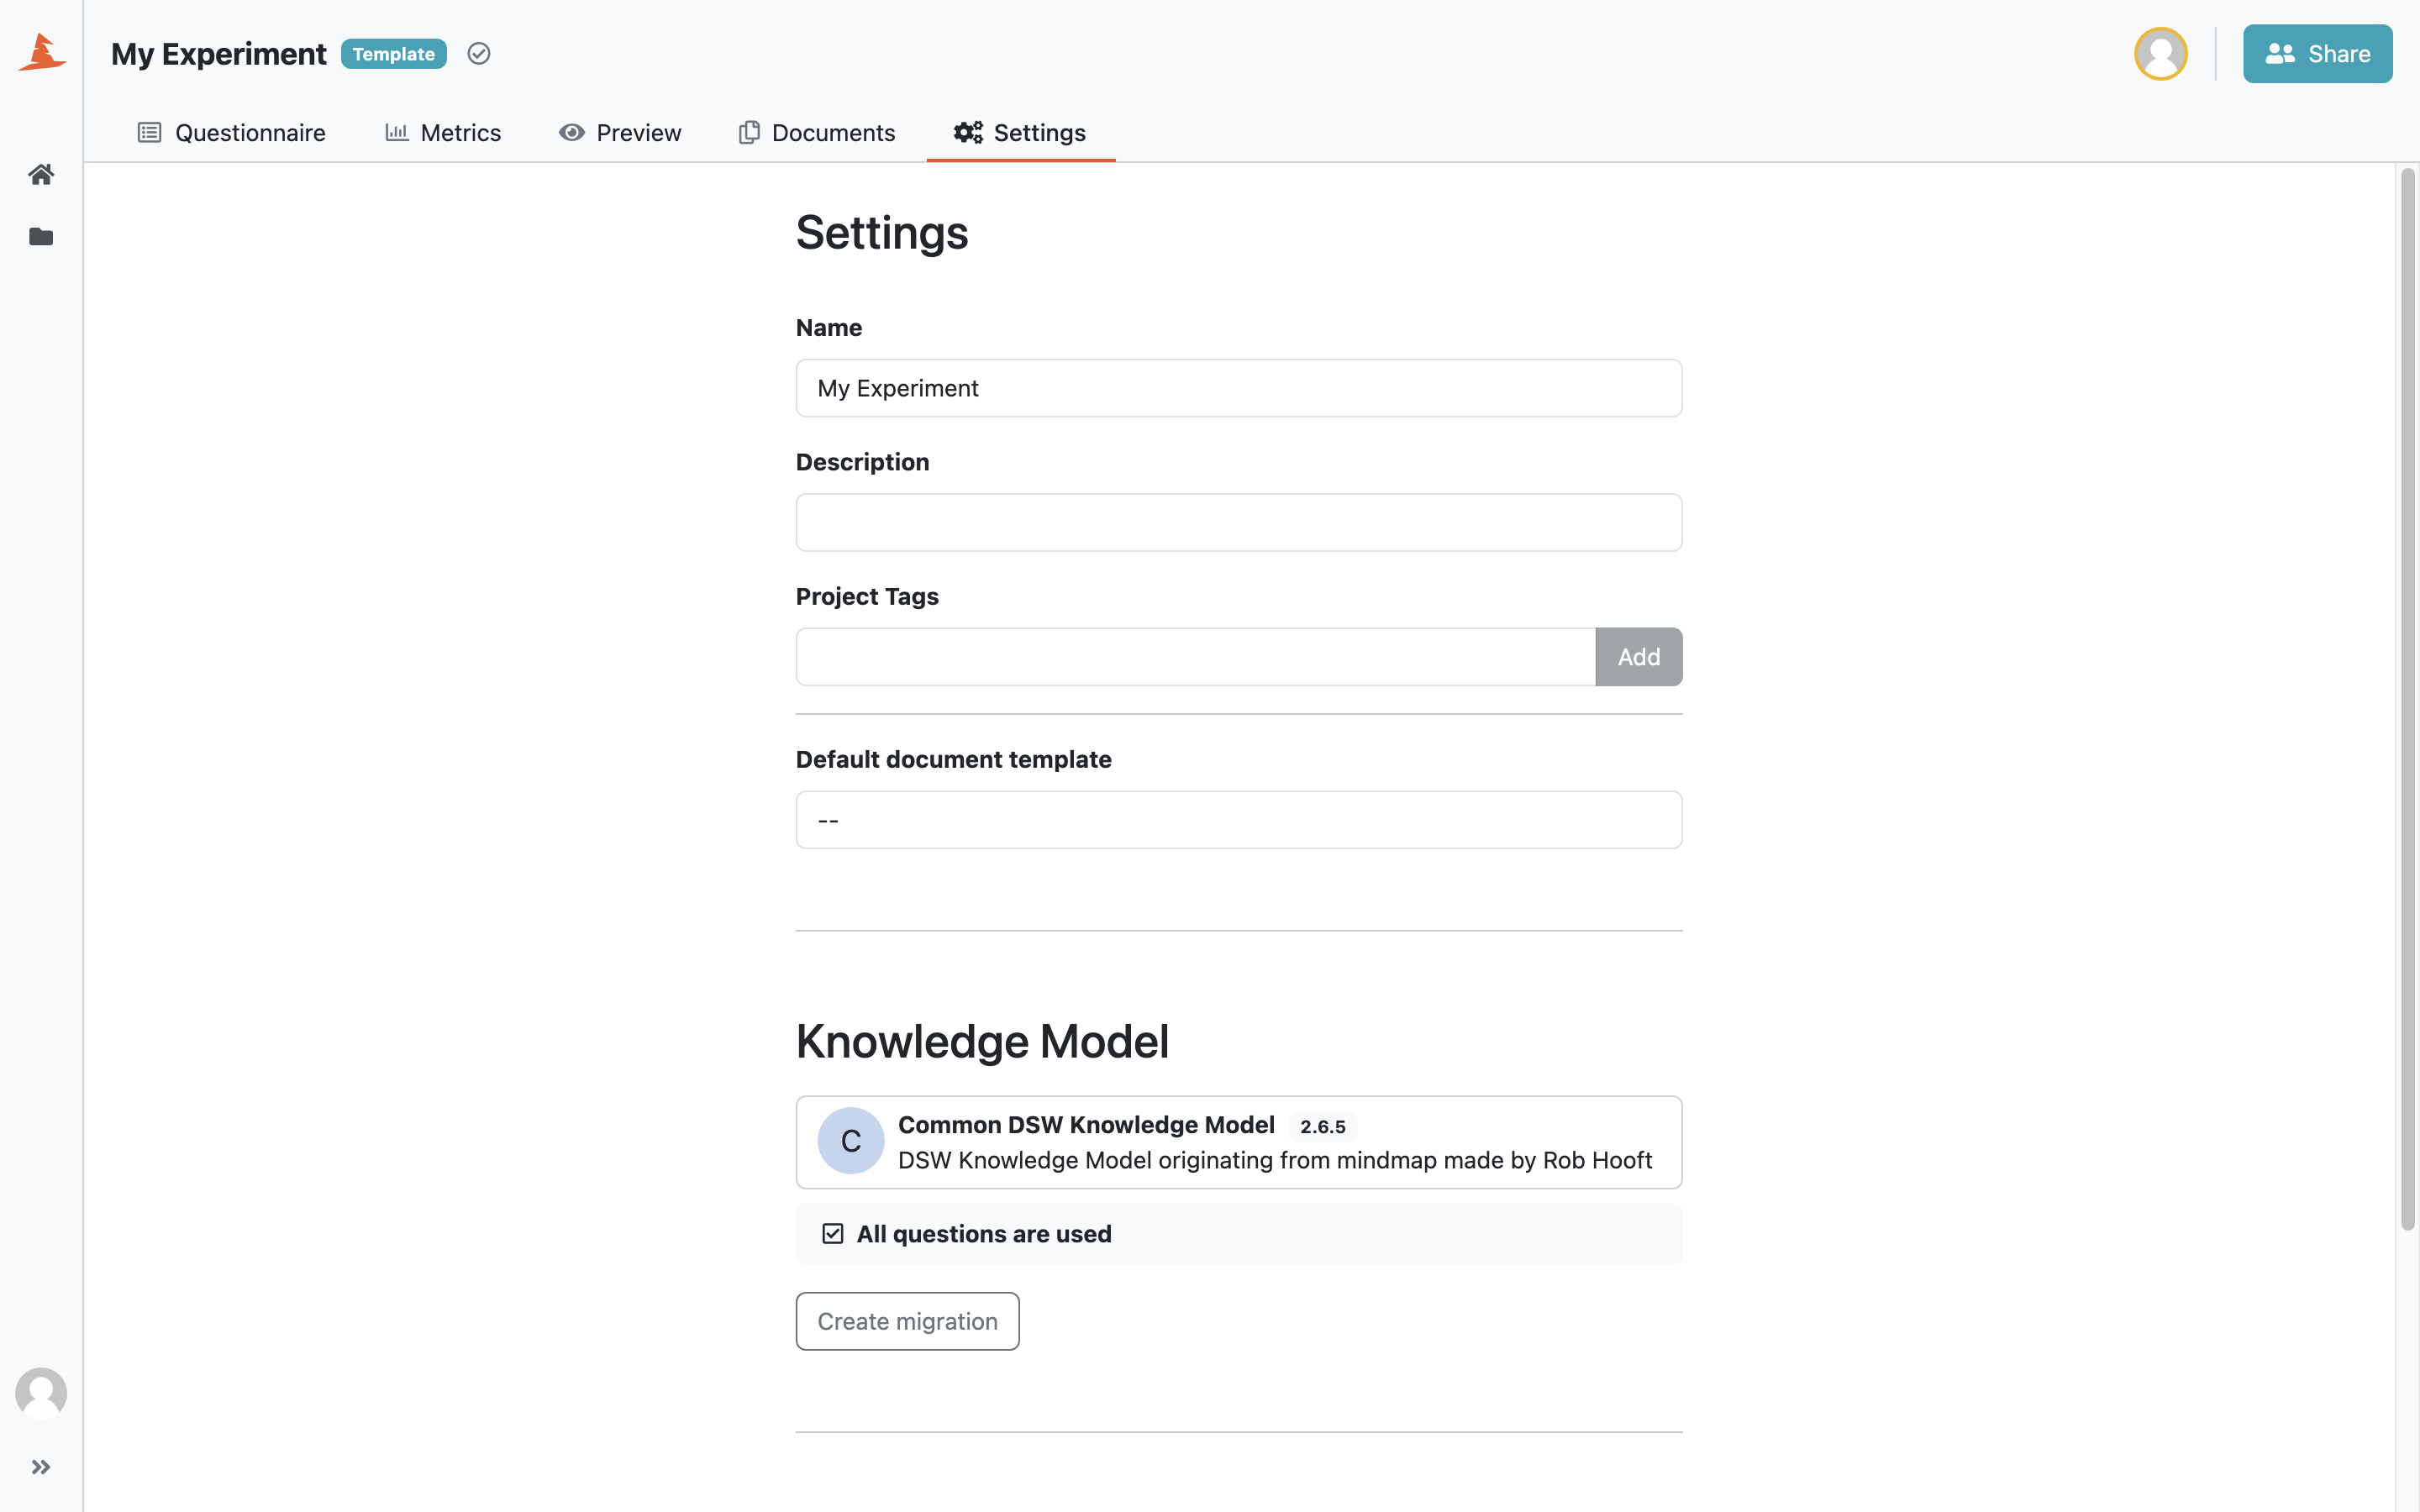 My Experiment Template
Share
Questionnaire Metrics Preview Documents Settings
Settings
Name
My Experiment
Description
Project Tags
Add
Default document template
--
Knowledge Model
C
Common DSW Knowledge Model 2.6.5
DSW Knowledge Model originating from mindmap made by Rob Hooft
All questions are used
Create migration